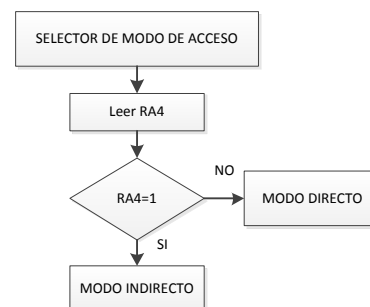 SELECTOR DE MODO DE ACCESO
Leer RA4
RA4=1
NO
MODO DIRECTO
SI
MODO INDIRECTO